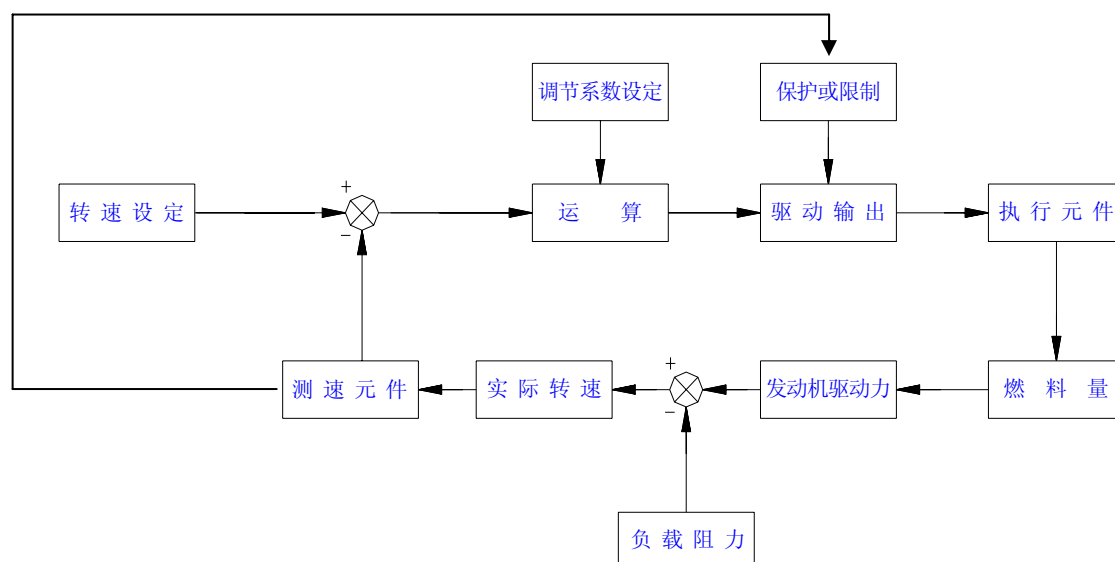 调节系数设定
保护或限制
+
转速设定
运算
驱动输出
执行元件
−
+
测速元件
实际转速
发动机驱动力
燃料量
−
负载阻力